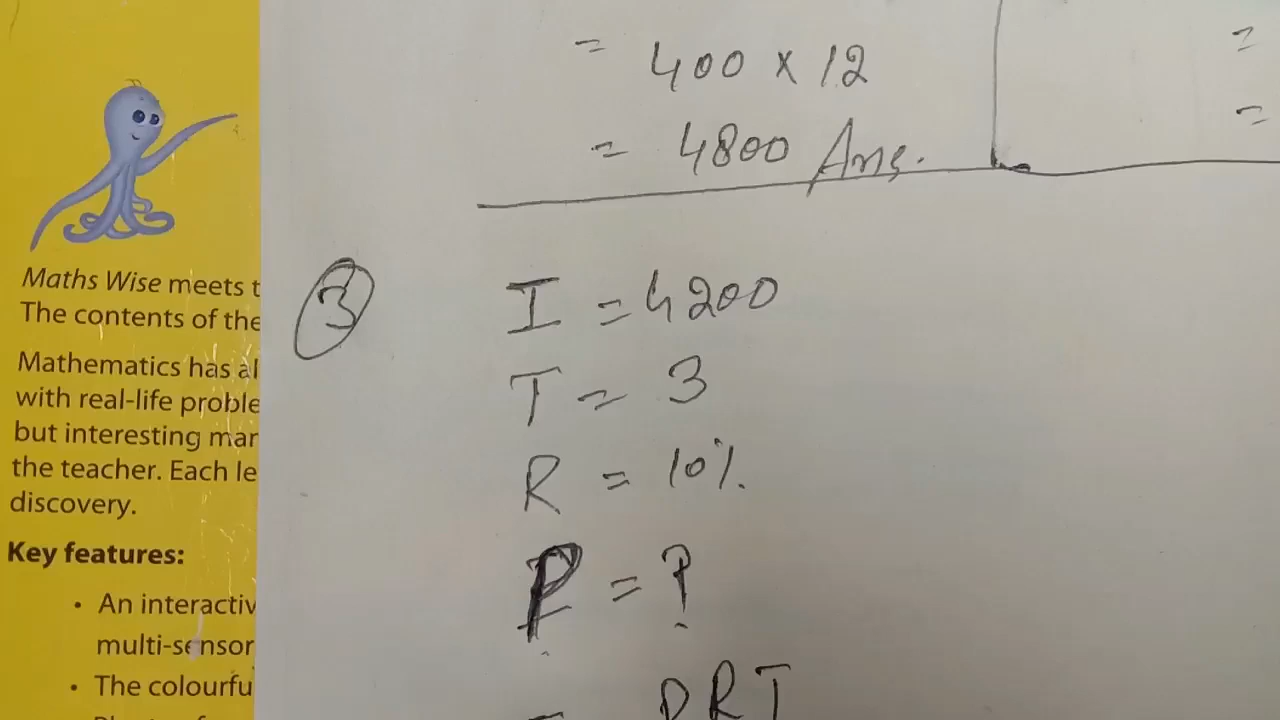 = 400 x 12
= 4800 Ans.
=
=
3
I = 4200
T = 3
R = 10%.
P = ?
= PRT
Maths Wise meets t
The contents of the
Mathematics has al
with real-life proble
but interesting mar
the teacher. Each le
discovery.
Key features:
• An interactiv
multi-sensor
• The colourfu